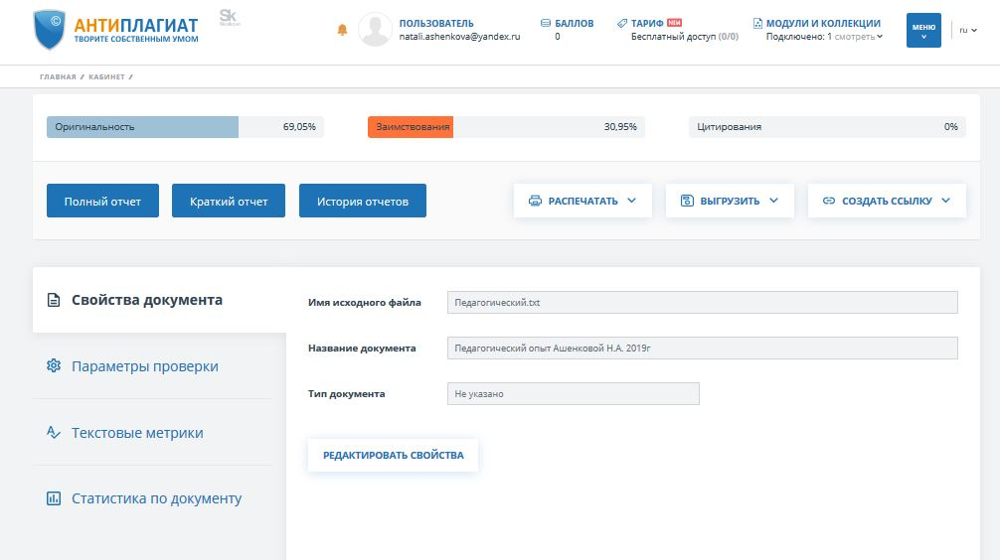 АНТИПЛАГИАТ
ТВОРИТЕ СОБСТВЕННЫМ УМОМ
Sk
ПОЛЬЗОВАТЕЛЬ
natali.ashenkova@yandex.ru
БАЛЛОВ
0
ТАРИФ NEW
Бесплатный доступ (0/0)
МОДУЛИ И КОЛЛЕКЦИИ
Подключено: 1 смотреть
МЕНЮ
ru
ГЛАВНАЯ / КАБИНЕТ /
Оригинальность 69,05%
Заимствования 30,95%
Цитирования 0%
Полный отчет
Краткий отчет
История отчетов
РАСПЕЧАТАТЬ
ВЫГРУЗИТЬ
СОЗДАТЬ ССЫЛКУ
Свойства документа
Параметры проверки
Текстовые метрики
Статистика по документу
Имя исходного файла Педагогический.txt
Название документа Педагогический опыт Ашенковой Н.А. 2019г
Тип документа Не указано
РЕДАКТИРОВАТЬ СВОЙСТВА